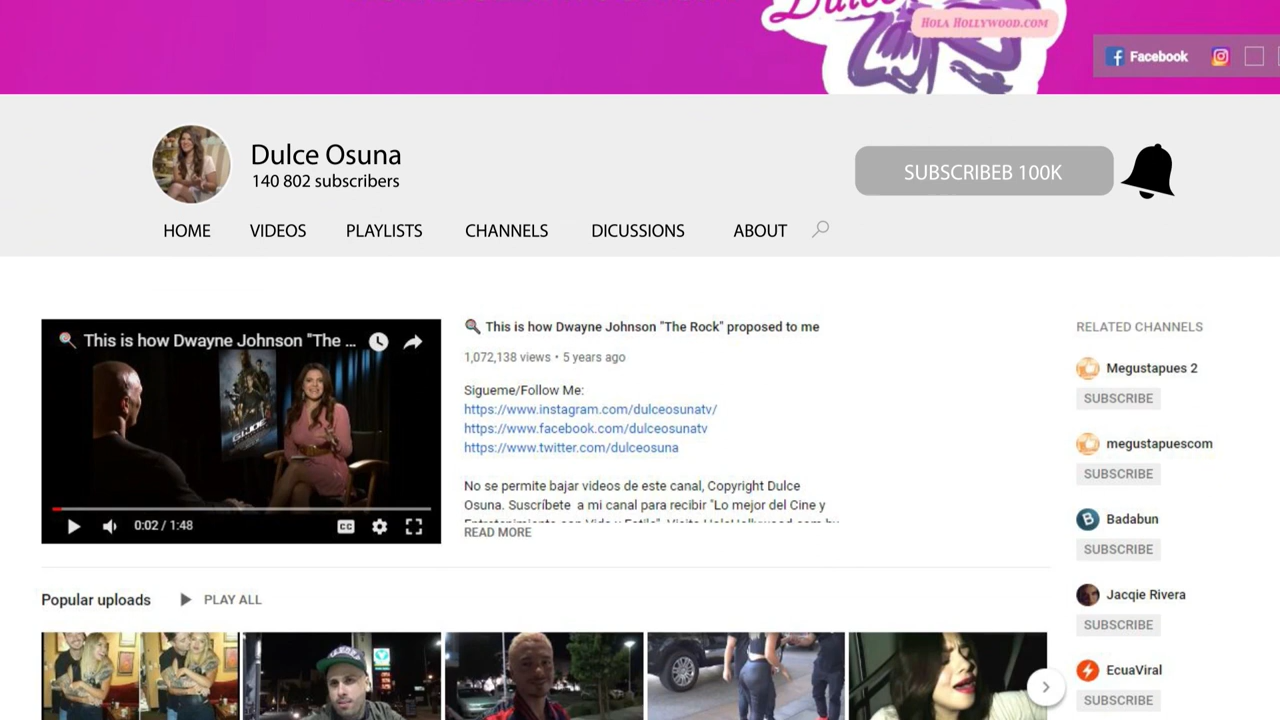 Dulce
HOLA HOLLYWOOD.COM
Facebook
Dulce Osuna
140 802 subscribers
SUBSCRIBEB 100K
HOME VIDEOS PLAYLISTS CHANNELS DICUSSIONS ABOUT
This is how Dwayne Johnson "The ...
G.I. JOE
CC
0:02 / 1:48
This is how Dwayne Johnson "The Rock" proposed to me
1,072,138 views • 5 years ago
Sigueme/Follow Me:
https://www.instagram.com/dulceosunatv/
https://www.facebook.com/dulceosunatv
https://www.twitter.com/dulceosuna
No se permite bajar videos de este canal, Copyright Dulce
Osuna. Suscríbete a mi canal para recibir "Lo mejor del Cine y
READ MORE
RELATED CHANNELS
Megustapues 2
SUBSCRIBE
megustapuescom
SUBSCRIBE
Badabun
SUBSCRIBE
Jacqie Rivera
SUBSCRIBE
EcuaViral
SUBSCRIBE
Popular uploads PLAY ALL